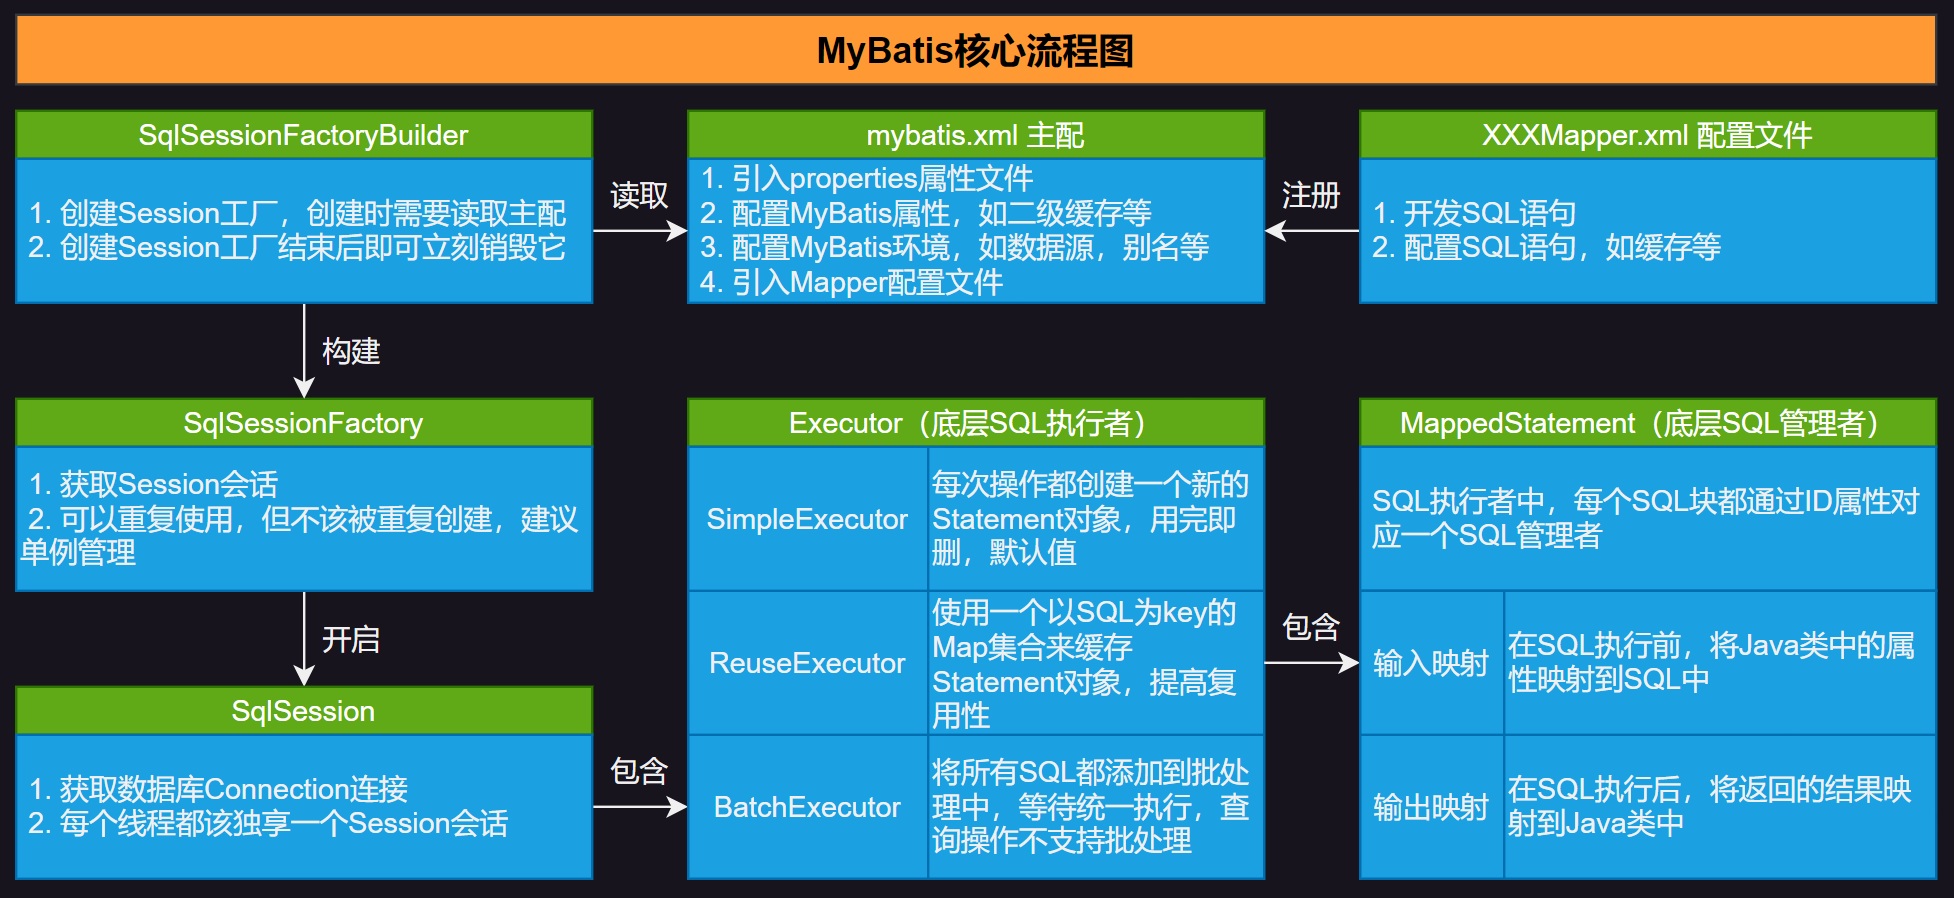 MyBatis核心流程图
SqlSessionFactoryBuilder
1. 创建Session工厂，创建时需要读取主配
2. 创建Session工厂结束后即可立刻销毁它
读取
mybatis.xml 主配
1. 引入properties属性文件
2. 配置MyBatis属性，如二级缓存等
3. 配置MyBatis环境，如数据源，别名等
4. 引入Mapper配置文件
注册
XXXMapper.xml 配置文件
1. 开发SQL语句
2. 配置SQL语句，如缓存等
构建
SqlSessionFactory
1. 获取Session会话
2. 可以重复使用，但不该被重复创建，建议
单例管理
开启
SqlSession
1. 获取数据库Connection连接
2. 每个线程都该独享一个Session会话
包含
Executor（底层SQL执行者）
SimpleExecutor
每次操作都创建一个新的
Statement对象，用完即
删，默认值
ReuseExecutor
使用一个以SQL为key的
Map集合来缓存
Statement对象，提高复
用性
BatchExecutor
将所有SQL都添加到批处
理中，等待统一执行，查
询操作不支持批处理
包含
MappedStatement（底层SQL管理者）
SQL执行者中，每个SQL块都通过ID属性对
应一个SQL管理者
输入映射
在SQL执行前，将Java类中的属
性映射到SQL中
输出映射
在SQL执行后，将返回的结果映
射到Java类中